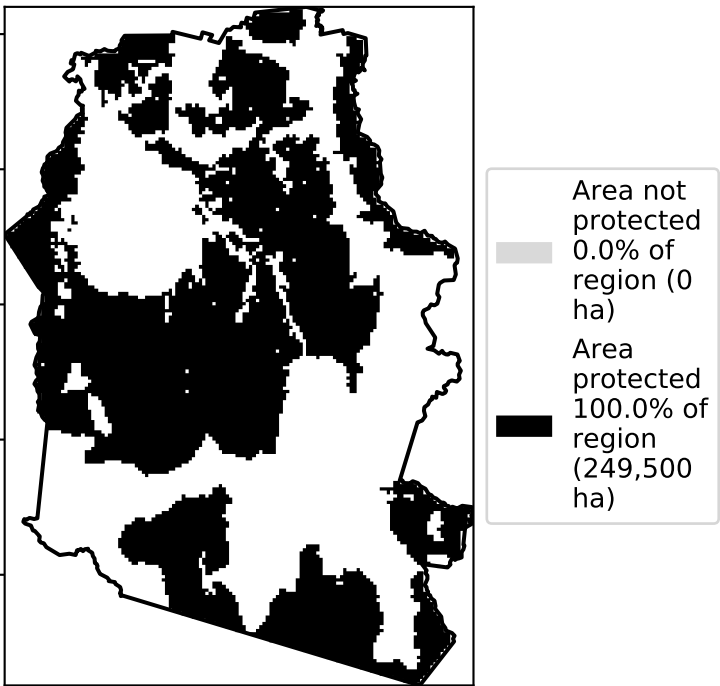 Area not
protected
0.0% of
region (0
ha)
Area
protected
100.0% of
region
(249,500
ha)